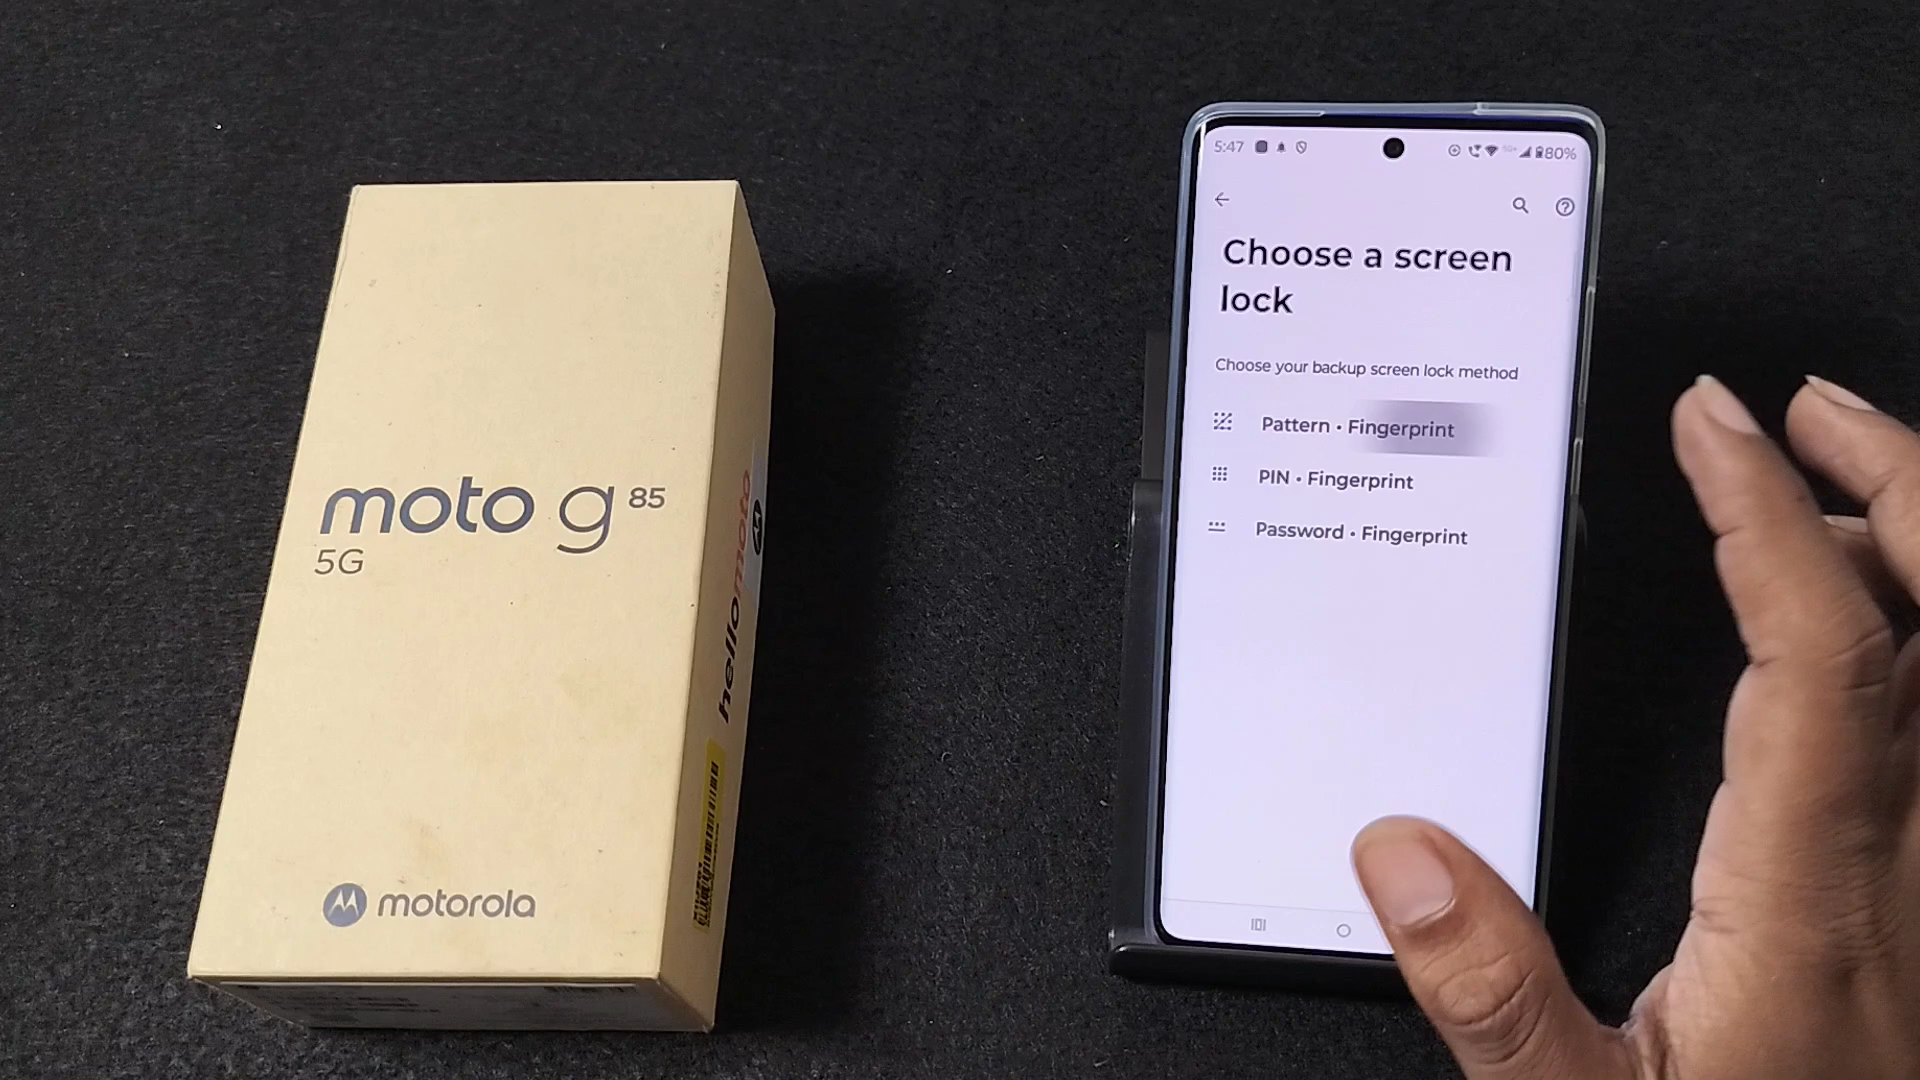 moto g 85
5G
motorola
hellomoto
5:47
80%
Choose a screen
lock
Choose your backup screen lock method
Pattern • Fingerprint
PIN • Fingerprint
Password • Fingerprint